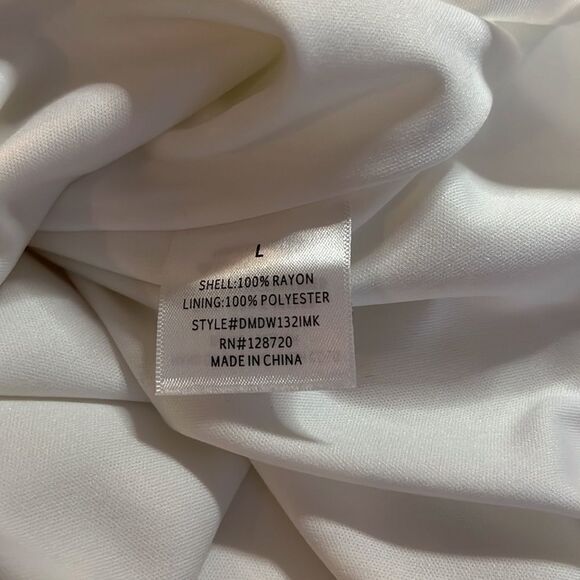 L
SHELL:100% RAYON
LINING:100% POLYESTER
STYLE#DMDW132IMK
RN#128720
MADE IN CHINA